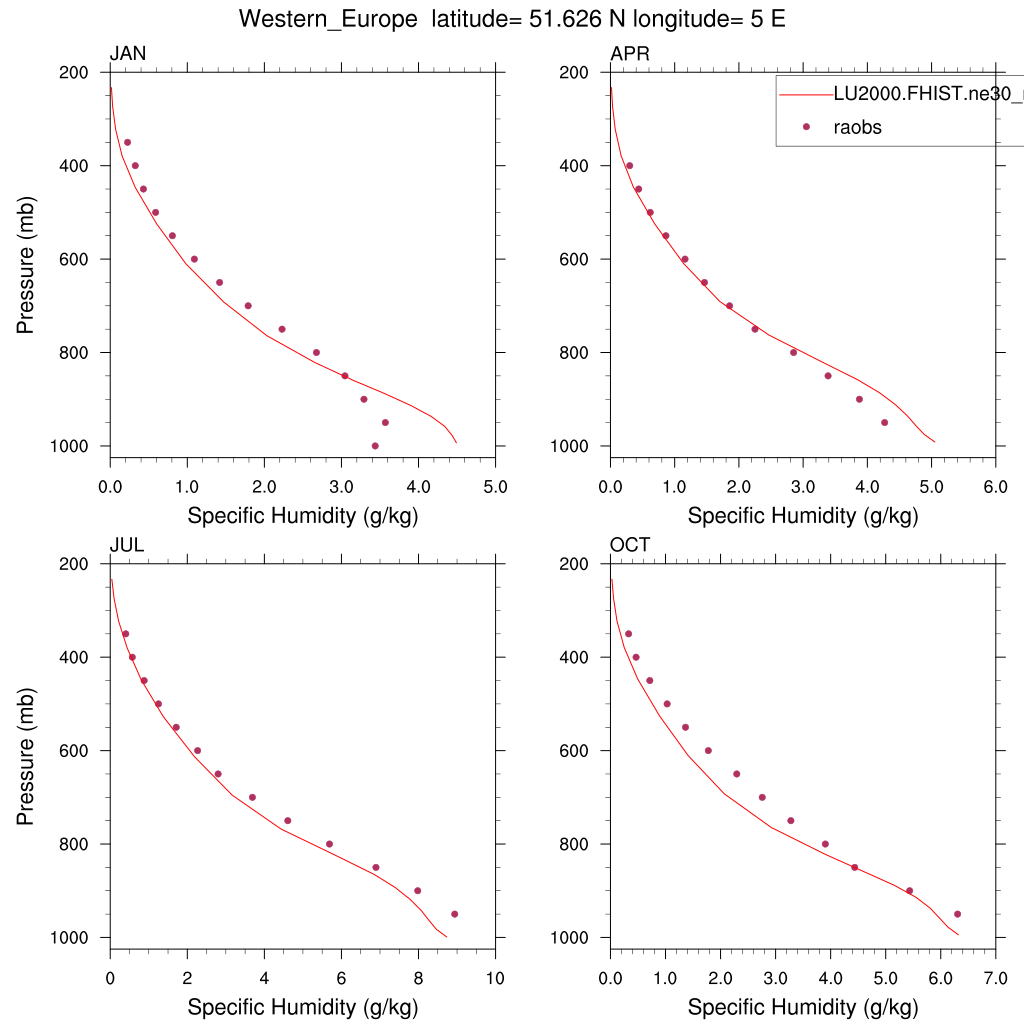 Western_Europe latitude= 51.626 N longitude= 5 E
JAN
APR
200
400
600
800
1000
Pressure (mb)
0.0 1.0 2.0 3.0 4.0 5.0
Specific Humidity (g/kg)
200
400
600
800
1000
LU2000.FHIST.ne30_
raobs
0.0 1.0 2.0 3.0 4.0 5.0 6.0
Specific Humidity (g/kg)
JUL
OCT
200
400
600
800
1000
Pressure (mb)
0 2 4 6 8 10
Specific Humidity (g/kg)
200
400
600
800
1000
0.0 1.0 2.0 3.0 4.0 5.0 6.0 7.0
Specific Humidity (g/kg)